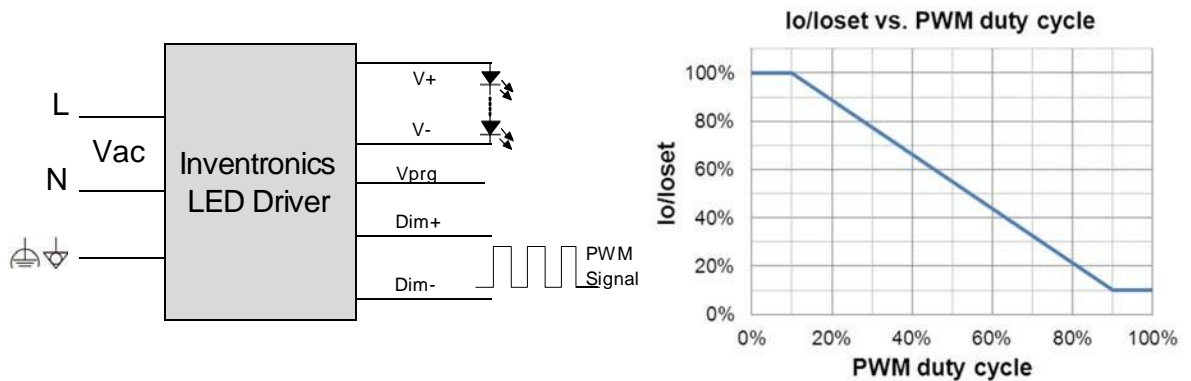 L
Vac
N
Inventronics
LED Driver
V+
V-
Vprg
Dim+
Dim-
PWM
Signal
Io/Ioset vs. PWM duty cycle
Io/Ioset
100%
80%
60%
40%
20%
0%
0% 20% 40% 60% 80% 100%
PWM duty cycle